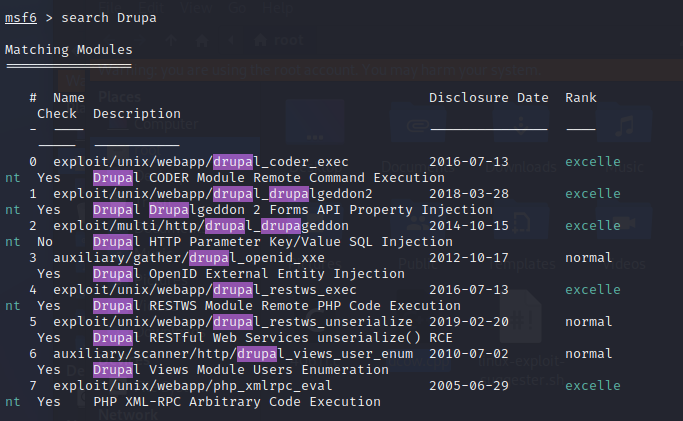 msf6 > search Drupa
Matching Modules
================
#  Name                                      Disclosure Date  Rank
Check  Description
-  ----                                      ---------------  ----
-----  -----------
0  exploit/unix/webapp/drupal_coder_exec          2016-07-13       excelle
nt  Yes    Drupal CODER Module Remote Command Execution
1  exploit/unix/webapp/drupal_drupalgeddon2       2018-03-28       excelle
nt  Yes    Drupal Drupalgeddon 2 Forms API Property Injection
2  exploit/multi/http/drupal_drupageddon          2014-10-15       excelle
nt  No     Drupal HTTP Parameter Key/Value SQL Injection
3  auxiliary/gather/drupal_openid_xxe             2012-10-17       normal
Yes    Drupal OpenID External Entity Injection
4  exploit/unix/webapp/drupal_restws_exec         2016-07-13       excelle
nt  Yes    Drupal RESTWS Module Remote PHP Code Execution
5  exploit/unix/webapp/drupal_restws_unserialize  2019-02-20       normal
Yes    Drupal RESTful Web Services unserialize() RCE
6  auxiliary/scanner/http/drupal_views_user_enum  2010-07-02       normal
Yes    Drupal Views Module Users Enumeration
7  exploit/unix/webapp/php_xmlrpc_eval            2005-06-29       excelle
nt  Yes    PHP XML-RPC Arbitrary Code Execution